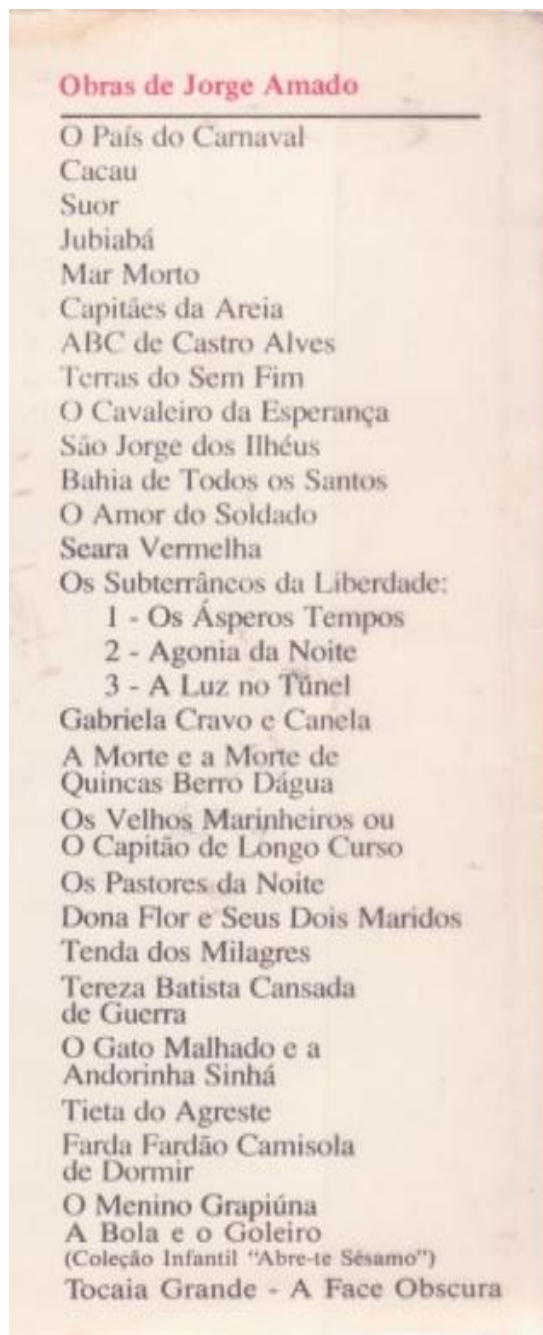 Obras de Jorge Amado
O País do Carnaval
Cacau
Suor
Jubiabá
Mar Morto
Capitães da Areia
ABC de Castro Alves
Terras do Sem Fim
O Cavaleiro da Esperança
São Jorge dos Ilhéus
Bahia de Todos os Santos
O Amor do Soldado
Seara Vermelha
Os Subterrâneos da Liberdade:
1 - Os Ásperos Tempos
2 - Agonia da Noite
3 - A Luz no Túnel
Gabriela Cravo e Canela
A Morte e a Morte de
Quincas Berro Dágua
Os Velhos Marinheiros ou
O Capitão de Longo Curso
Os Pastores da Noite
Dona Flor e Seus Dois Maridos
Tenda dos Milagres
Tereza Batista Cansada
de Guerra
O Gato Malhado e a
Andorinha Sinhá
Tieta do Agreste
Farda Fardão Camisola
de Dormir
O Menino Grapiúna
A Bola e o Goleiro
(Coleção Infantil "Abre-te Sésamo")
Tocaia Grande - A Face Obscura